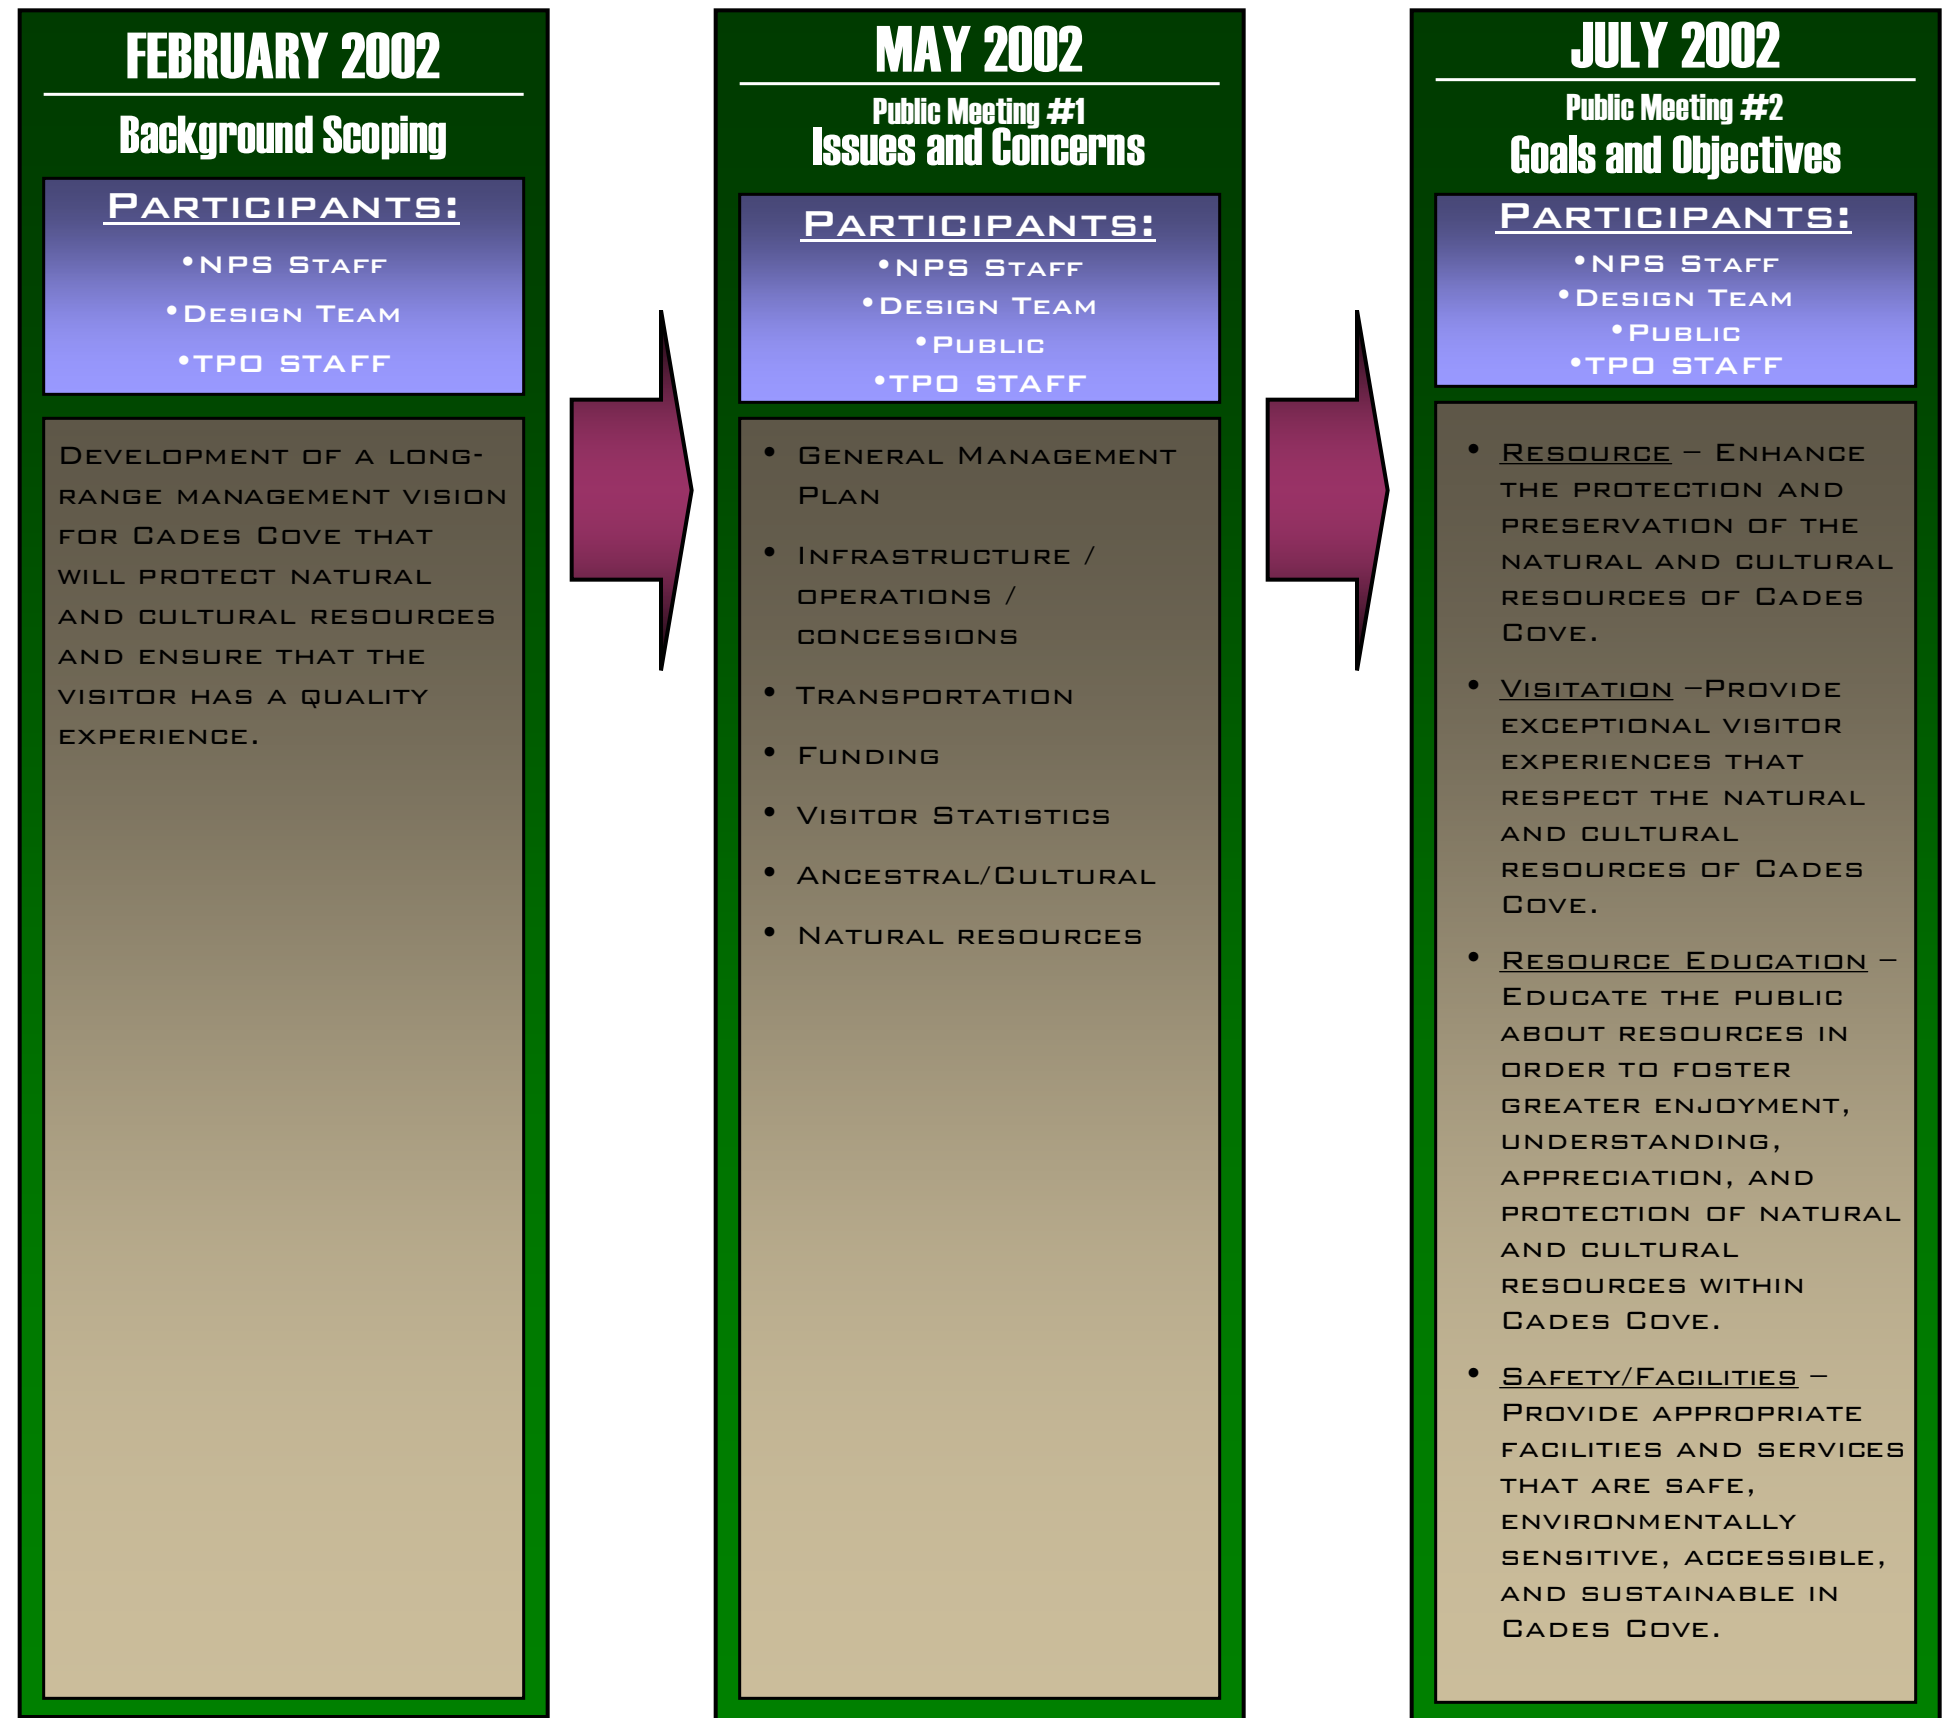 FEBRUARY 2002
Background Scoping
PARTICIPANTS:
•NPS STAFF
•DESIGN TEAM
•TPO STAFF
DEVELOPMENT OF A LONG-
RANGE MANAGEMENT VISION
FOR CADES COVE THAT
WILL PROTECT NATURAL
AND CULTURAL RESOURCES
AND ENSURE THAT THE
VISITOR HAS A QUALITY
EXPERIENCE.
MAY 2002
Public Meeting #1
Issues and Concerns
PARTICIPANTS:
•NPS STAFF
•DESIGN TEAM
•PUBLIC
•TPO STAFF
• GENERAL MANAGEMENT
PLAN
• INFRASTRUCTURE /
OPERATIONS /
CONCESSIONS
• TRANSPORTATION
• FUNDING
• VISITOR STATISTICS
• ANCESTRAL/CULTURAL
• NATURAL RESOURCES
JULY 2002
Public Meeting #2
Goals and Objectives
PARTICIPANTS:
•NPS STAFF
•DESIGN TEAM
•PUBLIC
•TPO STAFF
• RESOURCE – ENHANCE
THE PROTECTION AND
PRESERVATION OF THE
NATURAL AND CULTURAL
RESOURCES OF CADES
COVE.
• VISITATION –PROVIDE
EXCEPTIONAL VISITOR
EXPERIENCES THAT
RESPECT THE NATURAL
AND CULTURAL
RESOURCES OF CADES
COVE.
• RESOURCE EDUCATION –
EDUCATE THE PUBLIC
ABOUT RESOURCES IN
ORDER TO FOSTER
GREATER ENJOYMENT,
UNDERSTANDING,
APPRECIATION, AND
PROTECTION OF NATURAL
AND CULTURAL
RESOURCES WITHIN
CADES COVE.
• SAFETY/FACILITIES –
PROVIDE APPROPRIATE
FACILITIES AND SERVICES
THAT ARE SAFE,
ENVIRONMENTALLY
SENSITIVE, ACCESSIBLE,
AND SUSTAINABLE IN
CADES COVE.